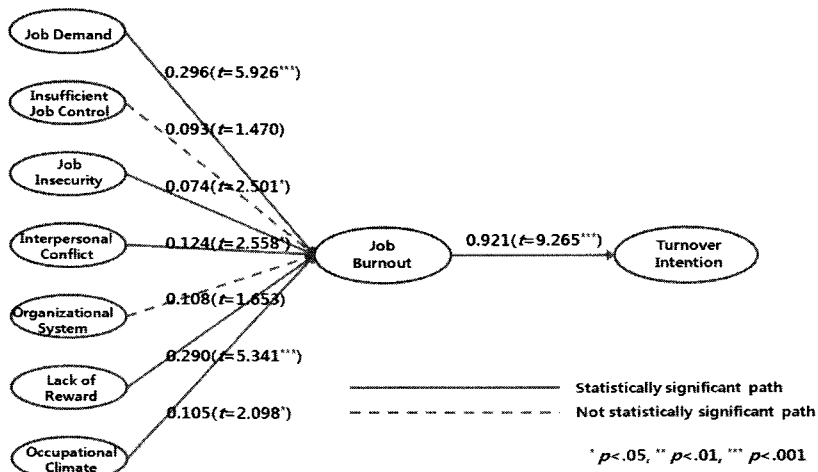 Job Demand
0.296(t=5.926***)
Insufficient
Job Control
0.093(t=1.470)
Job
Insecurity
0.074(t=2.501*)
Interpersonal
Conflict
0.124(t=2.558*)
Job
Burnout
0.921(t=9.265***)
Turnover
Intention
Organizational
System
0.108(t=1.653)
0.290(t=5.341***)
Lack of
Reward
Statistically significant path
Not statistically significant path
0.105(t=2.098*)
Occupational
Climate
* p<.05, ** p<.01, *** p<.001